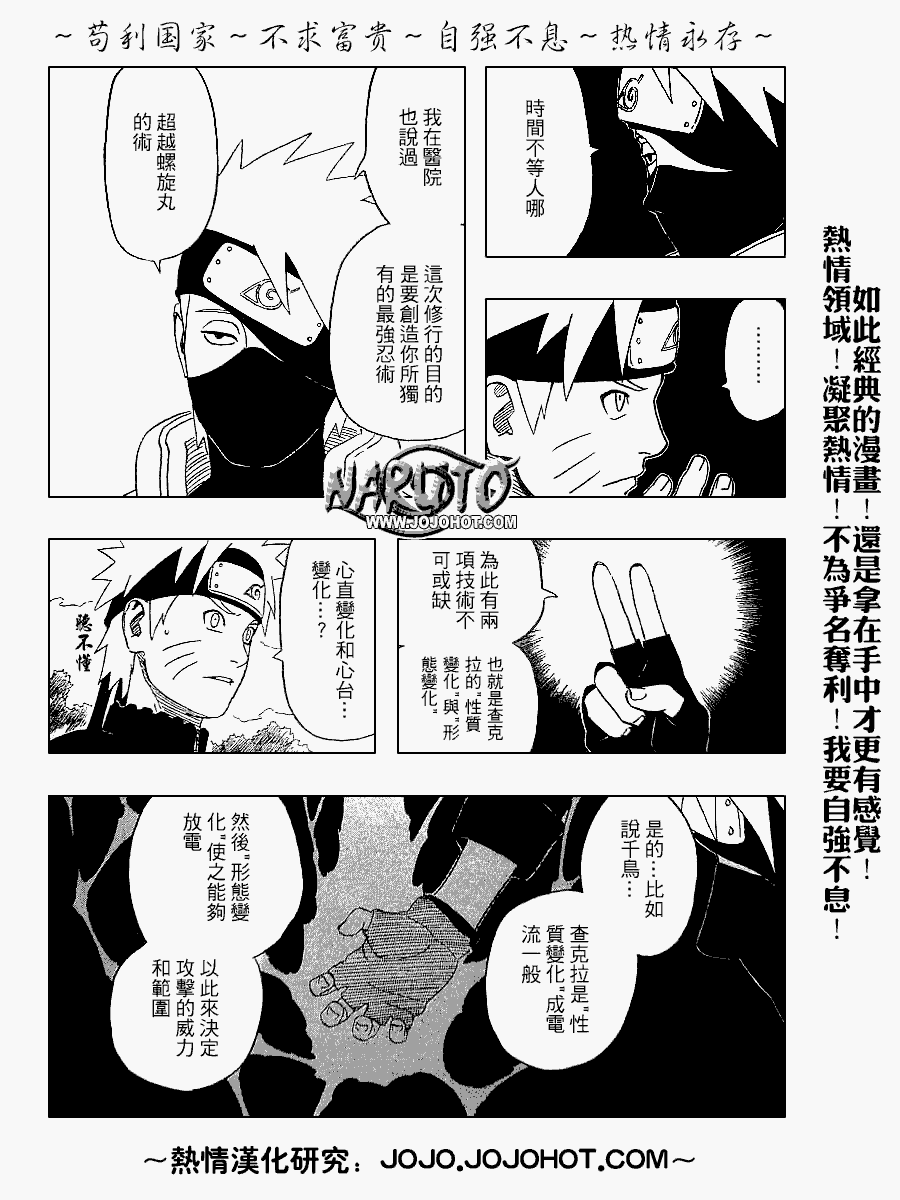 ～苟利国家～不求富贵～自强不息～热情永存～
時間不等人哪
我在醫院
也說過
這次修行的目的
是要創造你所獨
有的最強忍術
超越螺旋丸
的術
………
為此有兩
項技術不
可或缺
也就是查克
拉的"性質
變化"與"形
態變化"
心直變化和心台…
變化…？
聽不懂
是的…比如
說千鳥…
查克拉是"性
質變化"成電
流一般
然後"形態變
化"使之能夠
放電
以此來決定
攻擊的威力
和範圍
NARUTO
WWW.JOJOHOT.COM
如此經典的漫畫！還是拿在手中才更有感覺！
熱情領域！凝聚熱情！不為爭名奪利！我要自強不息！
～熱情漢化研究：JOJO.JOJOHOT.COM～